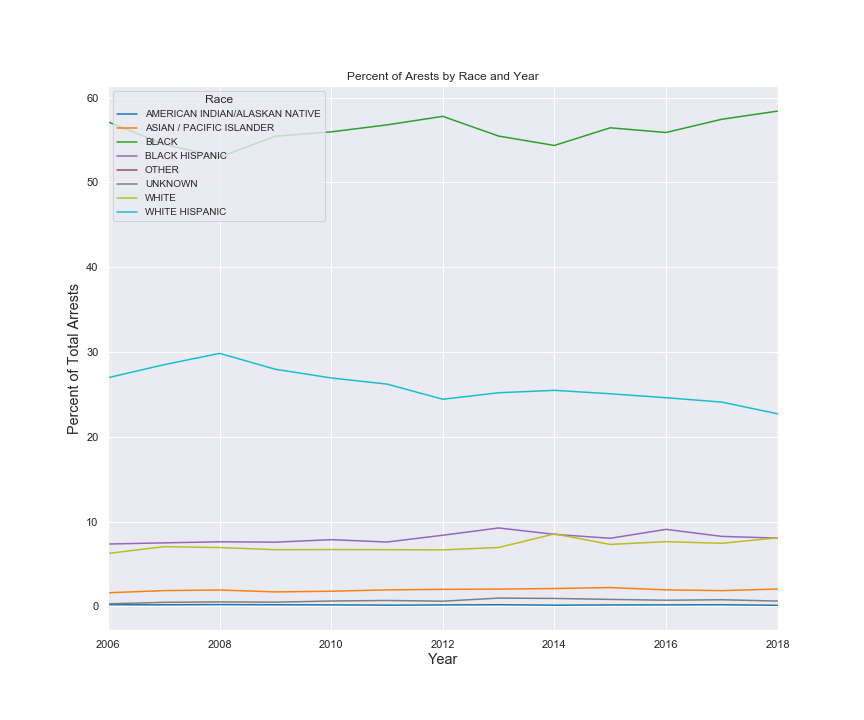 Percent of Arests by Race and Year
Race
AMERICAN INDIAN/ALASKAN NATIVE
ASIAN / PACIFIC ISLANDER
BLACK
BLACK HISPANIC
OTHER
UNKNOWN
WHITE
WHITE HISPANIC
60
50
40
30
20
10
0
Percent of Total Arrests
2006 2008 2010 2012 2014 2016 2018
Year